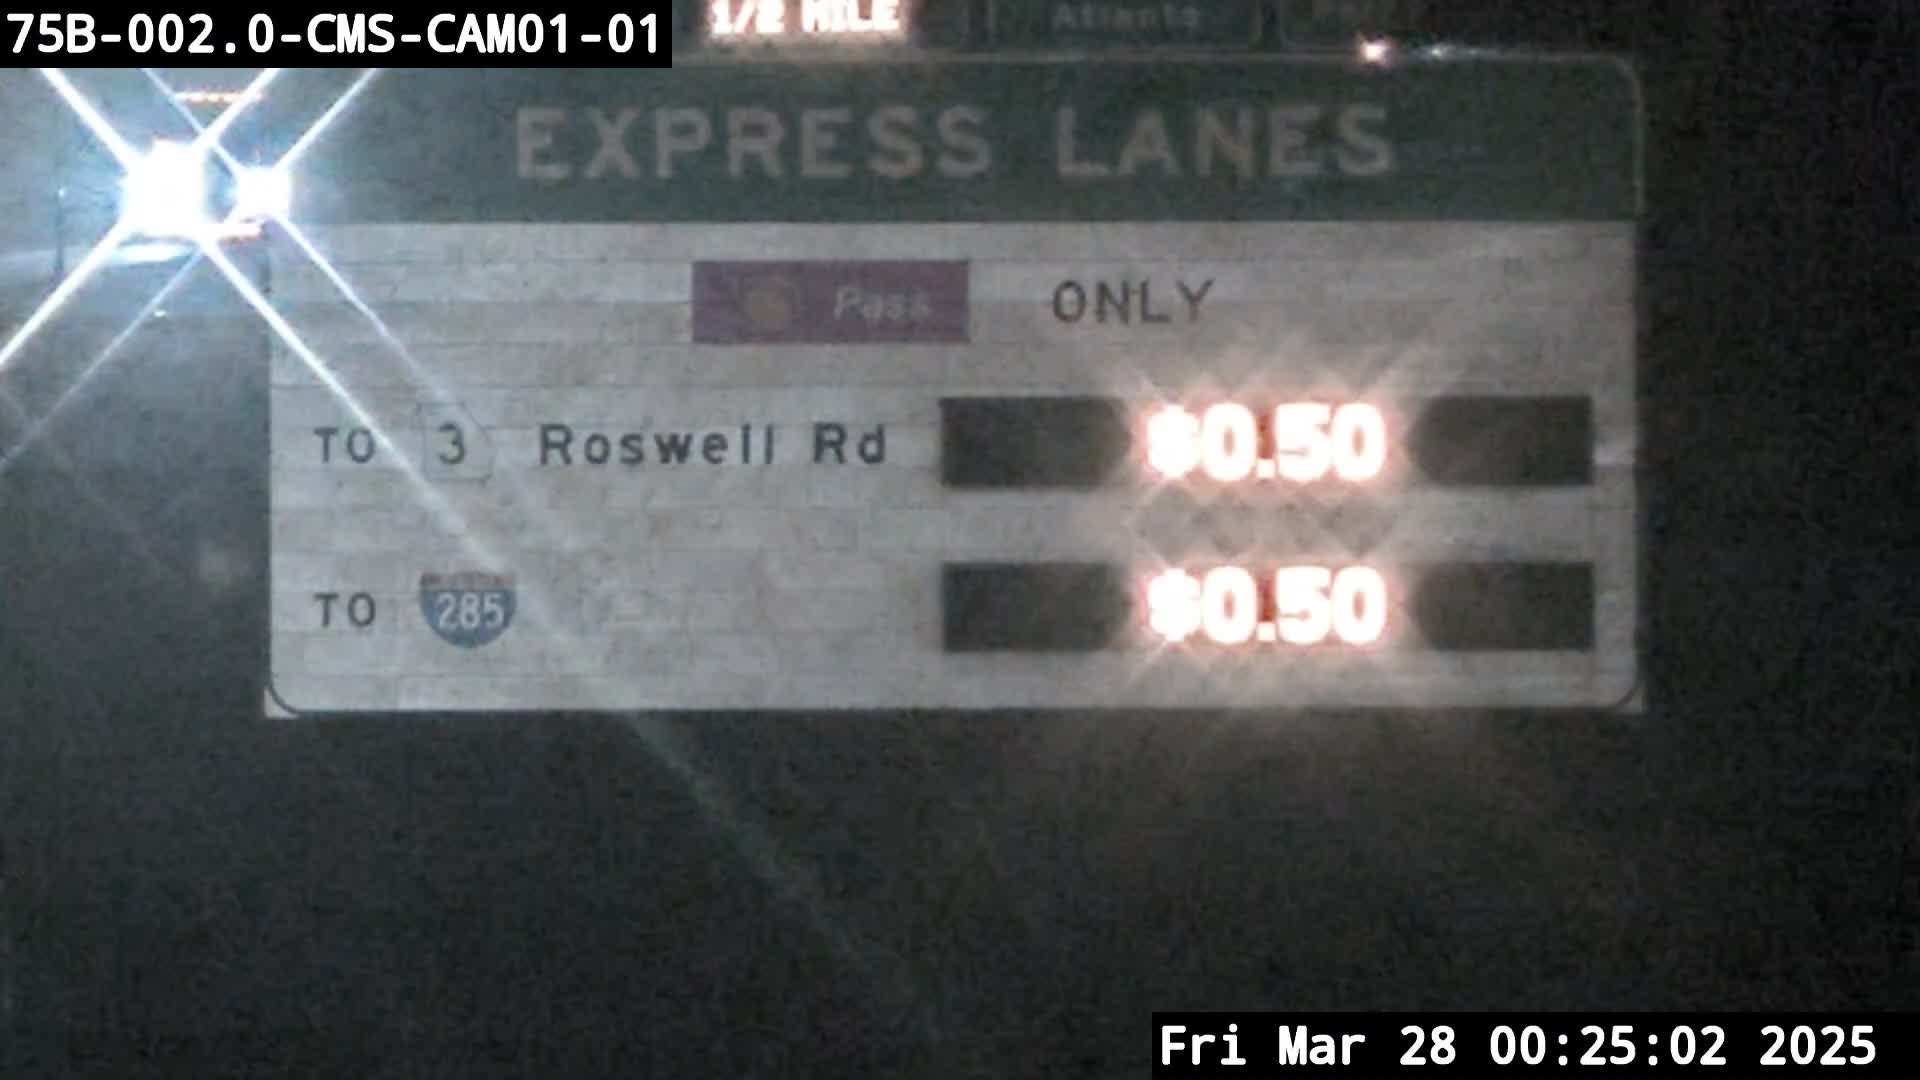 75B-002.0-CMS-CAM01-01
1/2 MILE
Atlanta
EXPRESS LANES
Pass ONLY
TO 3 Roswell Rd $0.50
TO 285 $0.50
Fri Mar 28 00:25:02 2025